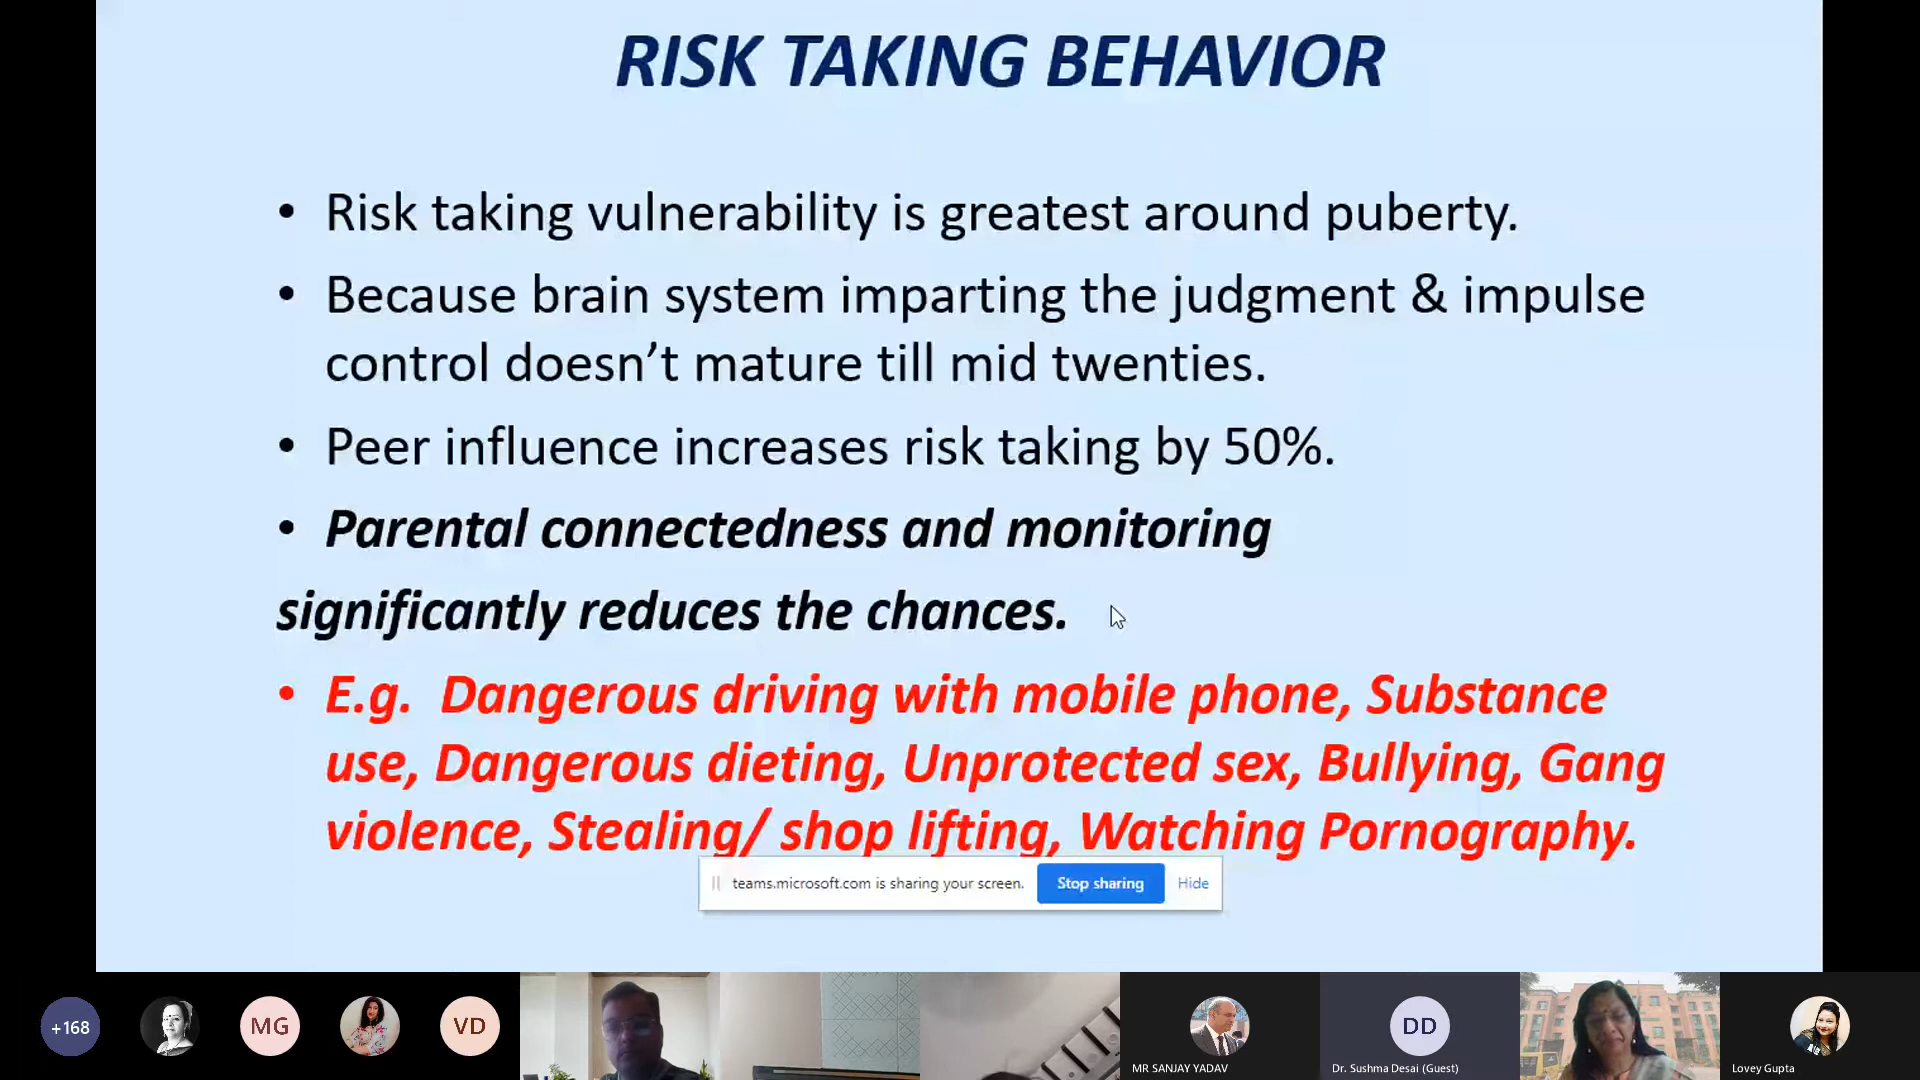 RISK TAKING BEHAVIOR
• Risk taking vulnerability is greatest around puberty.
• Because brain system imparting the judgment & impulse
control doesn’t mature till mid twenties.
• Peer influence increases risk taking by 50%.
• Parental connectedness and monitoring
significantly reduces the chances.
• E.g. Dangerous driving with mobile phone, Substance
use, Dangerous dieting, Unprotected sex, Bullying, Gang
violence, Stealing/ shop lifting, Watching Pornography.
teams.microsoft.com is sharing your screen. Stop sharing Hide
+168 MG VD DD
MR SANJAY YADAV Dr. Sushma Desai (Guest) Lovey Gupta